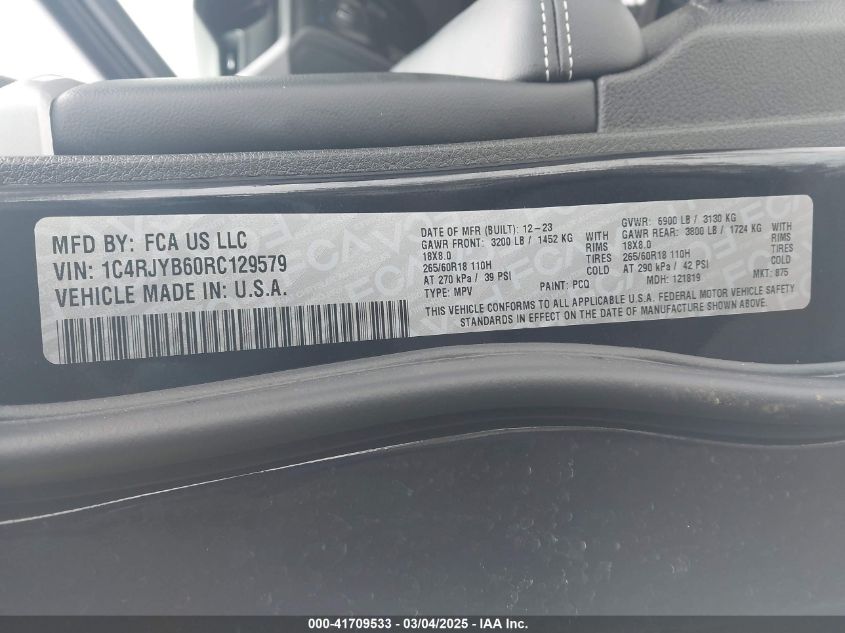 MFD BY: FCA US LLC
VIN: 1C4RJYB60RC129579
VEHICLE MADE IN: U.S.A.
DATE OF MFR (BUILT): 12-23
GAWR FRONT: 3200 LB / 1452 KG WITH
18X8.0 RIMS
265/60R18 110H TIRES
AT 270 kPa / 39 PSI COLD
TYPE: MPV PAINT: PCQ
GVWR: 6900 LB / 3130 KG
GAWR REAR: 3800 LB / 1724 KG WITH
18X8.0 RIMS
265/60R18 110H TIRES
AT 290 kPa / 42 PSI COLD
MDH: 121819 MKT: 875
THIS VEHICLE CONFORMS TO ALL APPLICABLE U.S.A. FEDERAL MOTOR VEHICLE SAFETY
STANDARDS IN EFFECT ON THE DATE OF MANUFACTURE SHOWN ABOVE.
000-41709533 - 03/04/2025 - IAA Inc.